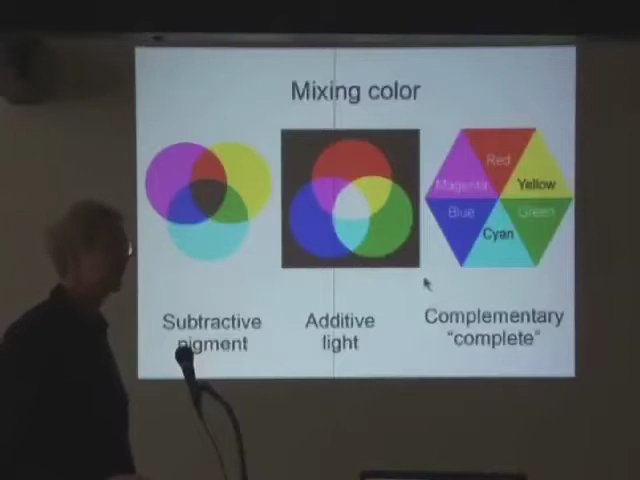 Mixing color
Red
Magenta
Yellow
Blue
Green
Cyan
Subtractive
pigment
Additive
light
Complementary
"complete"